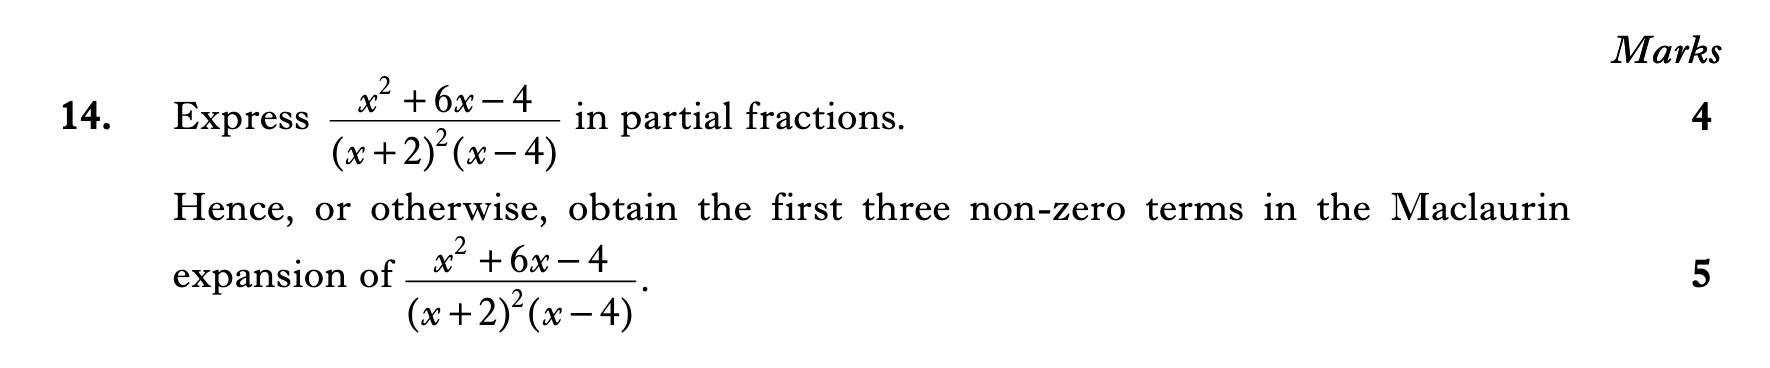 Marks
14. Express \frac{x^2 + 6x − 4}{(x + 2)^2 (x − 4)} in partial fractions. 4
Hence, or otherwise, obtain the first three non-zero terms in the Maclaurin
expansion of \frac{x^2 + 6x − 4}{(x + 2)^2 (x − 4)}. 5